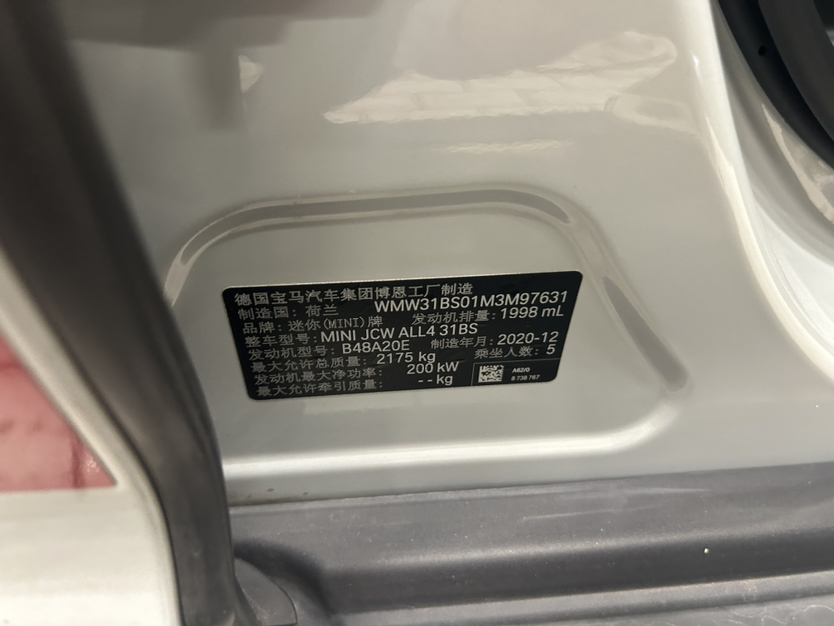 德国宝马汽车集团博恩工厂制造
制造国: 荷兰 WMW31BS01M3M97631
品牌: 迷你(MINI)牌 发动机排量: 1998 mL
整车型号: MINI JCW ALL4 31BS
发动机型号: B48A20E 制造年月: 2020-12
最大允许总质量: 2175 kg 乘坐人数: 5
发动机最大净功率: 200 kW
最大允许牵引质量: -- kg
A62/0
8 738 767